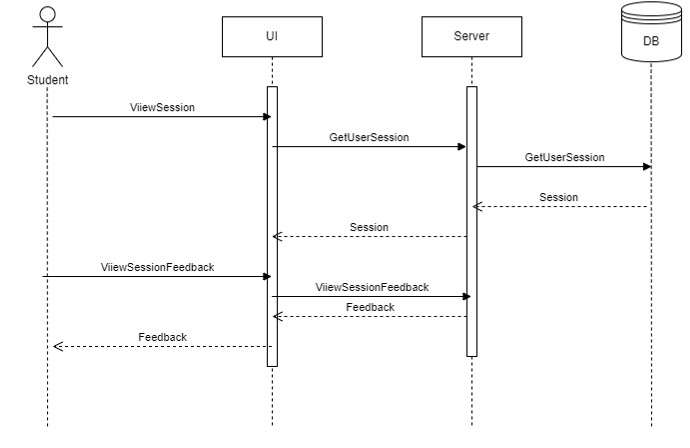 UI
Server
DB
Student
ViiewSession
GetUserSession
GetUserSession
Session
Session
ViiewSessionFeedback
ViiewSessionFeedback
Feedback
Feedback